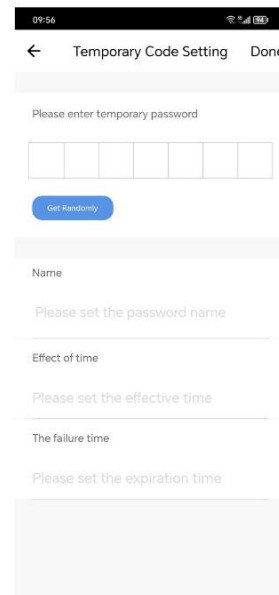 09:56
Temporary Code Setting Done
Please enter temporary password
Get Randomly
Name
Please set the password name
Effect of time
Please set the effective time
The failure time
Please set the expiration time